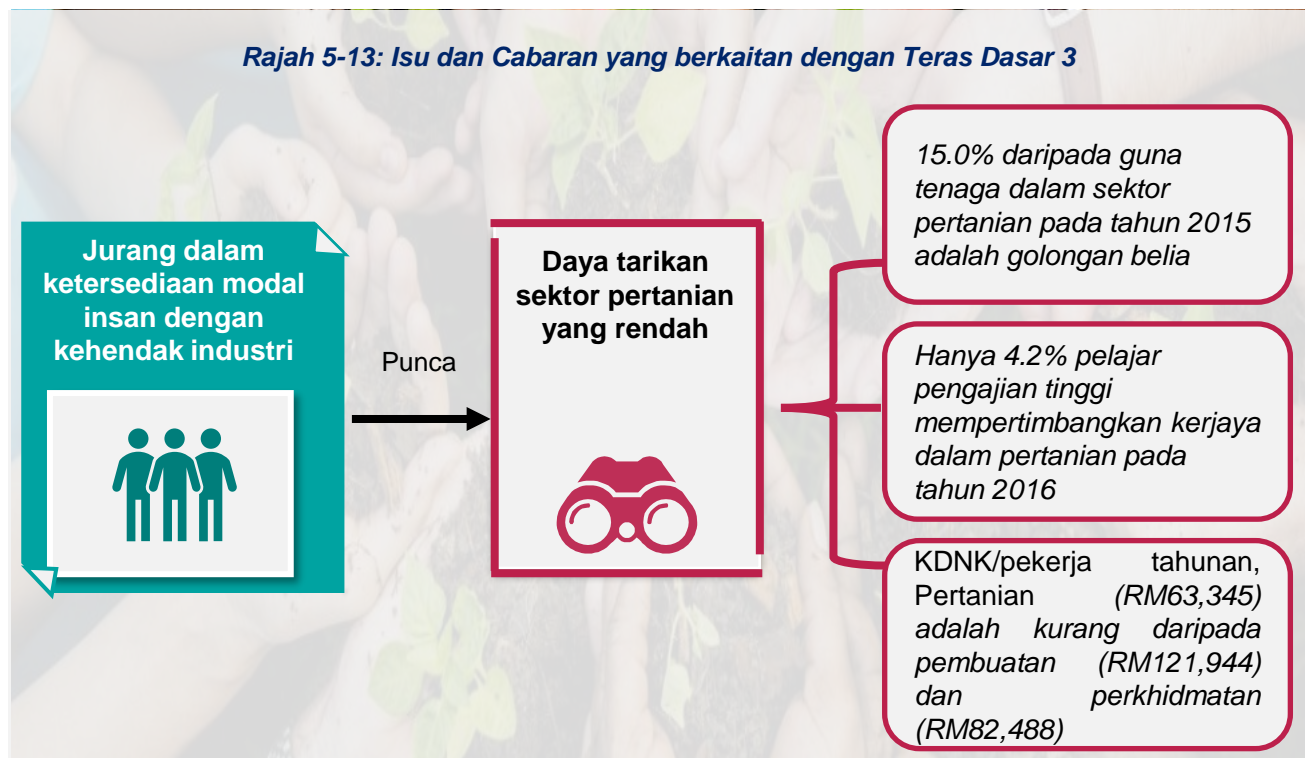 Rajah 5-13: Isu dan Cabaran yang berkaitan dengan Teras Dasar 3
Jurang dalam
ketersediaan modal
insan dengan
kehendak industri
Punca
Daya tarikan
sektor pertanian
yang rendah
15.0% daripada guna
tenaga dalam sektor
pertanian pada tahun 2015
adalah golongan belia
Hanya 4.2% pelajar
pengajian tinggi
mempertimbangkan kerjaya
dalam pertanian pada
tahun 2016
KDNK/pekerja tahunan,
Pertanian (RM63,345)
adalah kurang daripada
pembuatan (RM121,944)
dan perkhidmatan
(RM82,488)